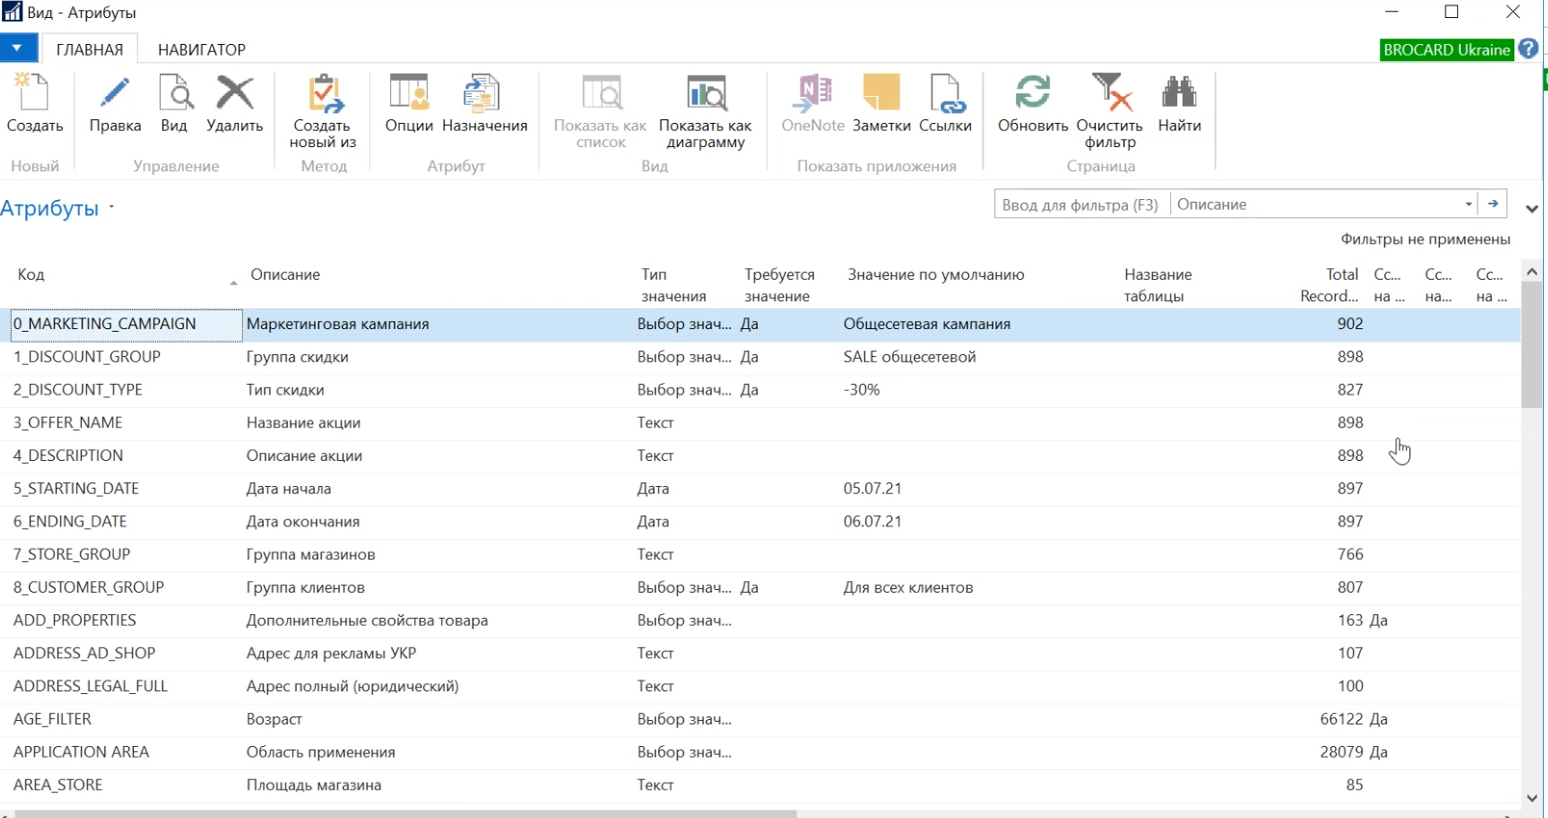 Вид - Атрибуты
ГЛАВНАЯ НАВИГАТОР BROCARD Ukraine ?
Создать Правка Вид Удалить Создать новый из Опции Назначения Показать как список Показать как диаграмму OneNote Заметки Ссылки Обновить Очистить фильтр Найти
Новый Управление Метод Атрибут Вид Показать приложения Страница
Атрибуты Ввод для фильтра (F3) Описание
Фильтры не применены
Код Описание Тип значения Требуется значение Значение по умолчанию Название таблицы Total Record... Сс... на ... Сс... на... Сс... на ...
0_MARKETING_CAMPAIGN Маркетинговая кампания Выбор знач... Да Общесетевая кампания 902
1_DISCOUNT_GROUP Группа скидки Выбор знач... Да SALE общесетевой 898
2_DISCOUNT_TYPE Тип скидки Выбор знач... Да -30% 827
3_OFFER_NAME Название акции Текст 898
4_DESCRIPTION Описание акции Текст 898
5_STARTING_DATE Дата начала Дата 05.07.21 897
6_ENDING_DATE Дата окончания Дата 06.07.21 897
7_STORE_GROUP Группа магазинов Текст 766
8_CUSTOMER_GROUP Группа клиентов Выбор знач... Да Для всех клиентов 807
ADD_PROPERTIES Дополнительные свойства товара Выбор знач... 163 Да
ADDRESS_AD_SHOP Адрес для рекламы УКР Текст 107
ADDRESS_LEGAL_FULL Адрес полный (юридический) Текст 100
AGE_FILTER Возраст Выбор знач... 66122 Да
APPLICATION AREA Область применения Выбор знач... 28079 Да
AREA_STORE Площадь магазина Текст 85